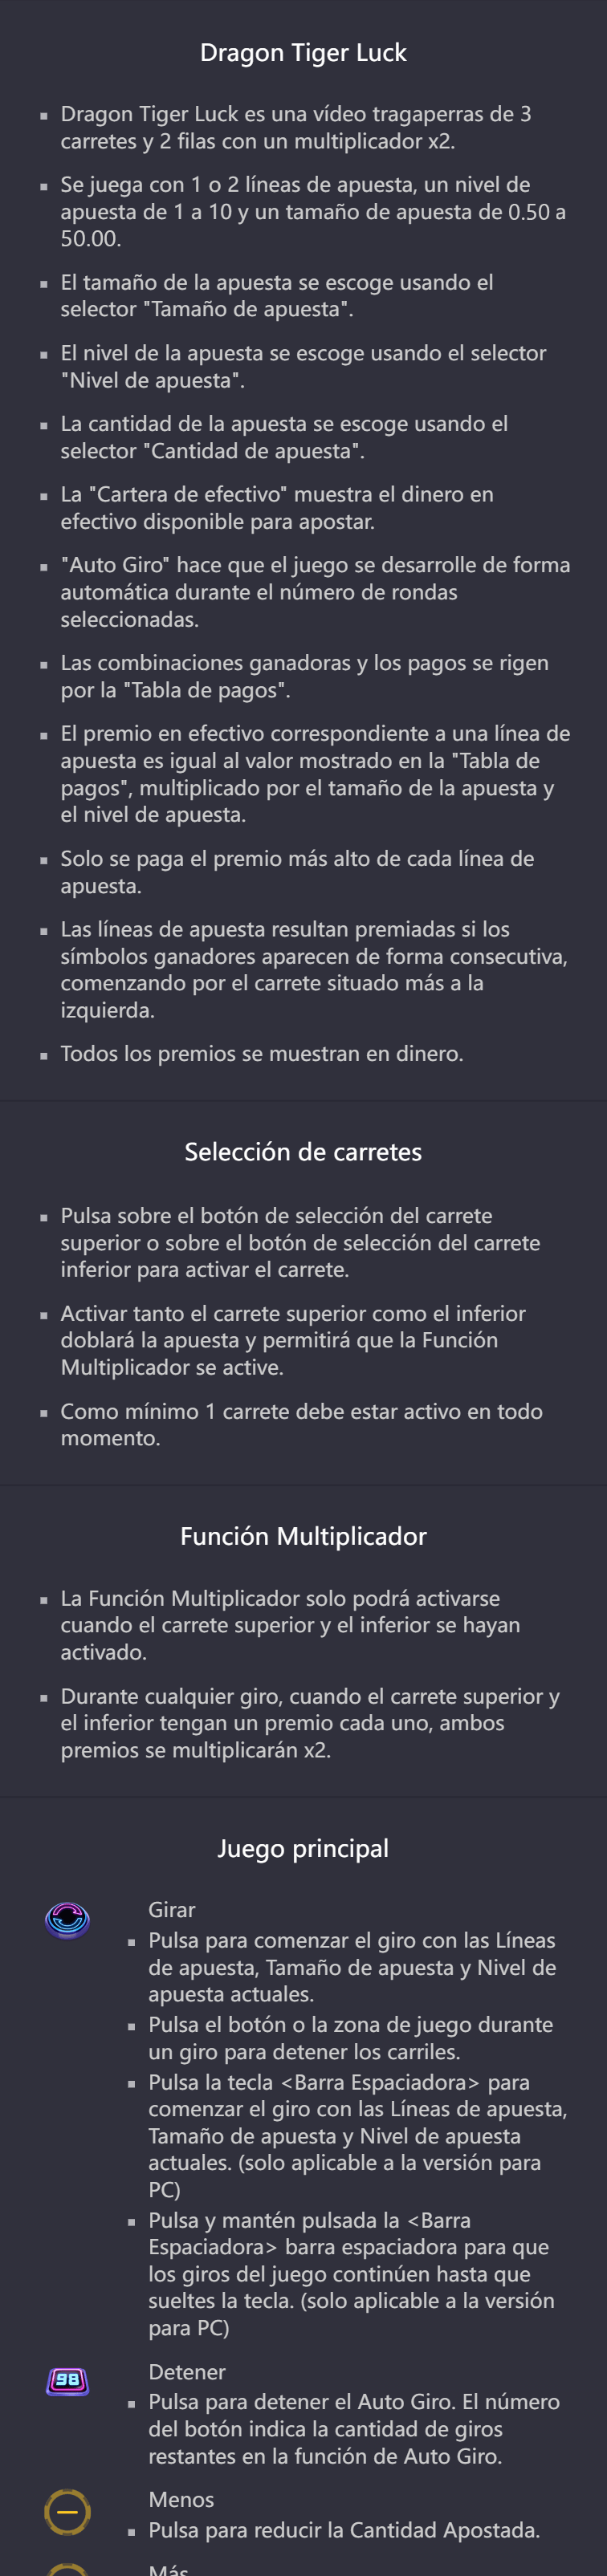 Dragon Tiger Luck
▪ Dragon Tiger Luck es una vídeo tragaperras de 3
carretes y 2 filas con un multiplicador x2.
▪ Se juega con 1 o 2 líneas de apuesta, un nivel de
apuesta de 1 a 10 y un tamaño de apuesta de 0.50 a
50.00.
▪ El tamaño de la apuesta se escoge usando el
selector "Tamaño de apuesta".
▪ El nivel de la apuesta se escoge usando el selector
"Nivel de apuesta".
▪ La cantidad de la apuesta se escoge usando el
selector "Cantidad de apuesta".
▪ La "Cartera de efectivo" muestra el dinero en
efectivo disponible para apostar.
▪ "Auto Giro" hace que el juego se desarrolle de forma
automática durante el número de rondas
seleccionadas.
▪ Las combinaciones ganadoras y los pagos se rigen
por la "Tabla de pagos".
▪ El premio en efectivo correspondiente a una línea de
apuesta es igual al valor mostrado en la "Tabla de
pagos", multiplicado por el tamaño de la apuesta y
el nivel de apuesta.
▪ Solo se paga el premio más alto de cada línea de
apuesta.
▪ Las líneas de apuesta resultan premiadas si los
símbolos ganadores aparecen de forma consecutiva,
comenzando por el carrete situado más a la
izquierda.
▪ Todos los premios se muestran en dinero.
Selección de carretes
▪ Pulsa sobre el botón de selección del carrete
superior o sobre el botón de selección del carrete
inferior para activar el carrete.
▪ Activar tanto el carrete superior como el inferior
doblará la apuesta y permitirá que la Función
Multiplicador se active.
▪ Como mínimo 1 carrete debe estar activo en todo
momento.
Función Multiplicador
▪ La Función Multiplicador solo podrá activarse
cuando el carrete superior y el inferior se hayan
activado.
▪ Durante cualquier giro, cuando el carrete superior y
el inferior tengan un premio cada uno, ambos
premios se multiplicarán x2.
Juego principal
Girar
▪ Pulsa para comenzar el giro con las Líneas
de apuesta, Tamaño de apuesta y Nivel de
apuesta actuales.
▪ Pulsa el botón o la zona de juego durante
un giro para detener los carriles.
▪ Pulsa la tecla <Barra Espaciadora> para
comenzar el giro con las Líneas de apuesta,
Tamaño de apuesta y Nivel de apuesta
actuales. (solo aplicable a la versión para
PC)
▪ Pulsa y mantén pulsada la <Barra
Espaciadora> barra espaciadora para que
los giros del juego continúen hasta que
sueltes la tecla. (solo aplicable a la versión
para PC)
98
Detener
▪ Pulsa para detener el Auto Giro. El número
del botón indica la cantidad de giros
restantes en la función de Auto Giro.
Menos
▪ Pulsa para reducir la Cantidad Apostada.
Más